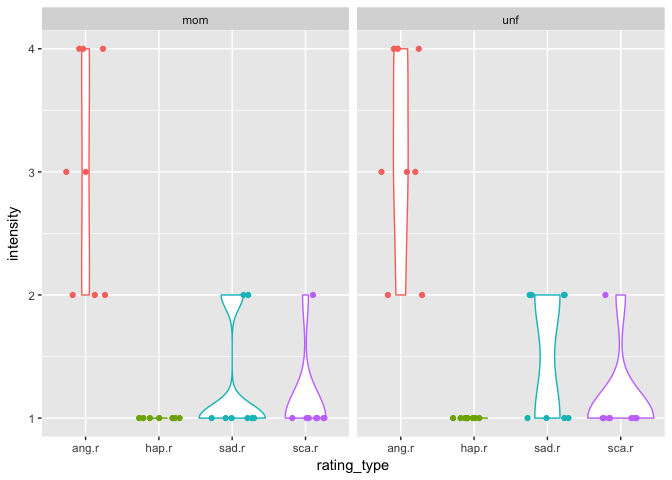 mom unf
intensity
4
3
2
1
ang.r hap.r sad.r sca.r ang.r hap.r sad.r sca.r
rating_type